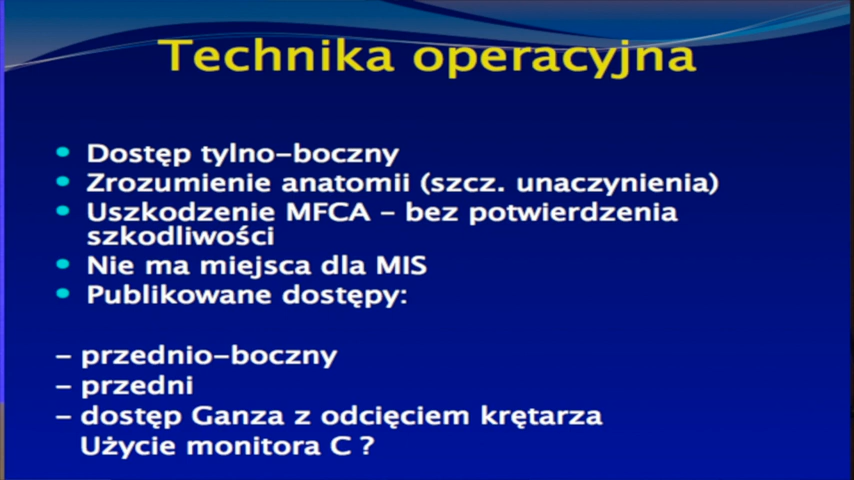 Technika operacyjna
• Dostęp tylno-boczny
• Zrozumienie anatomii (szcz. unaczynienia)
• Uszkodzenie MFCA – bez potwierdzenia
szkodliwości
• Nie ma miejsca dla MIS
• Publikowane dostępy:
– przednio-boczny
– przedni
– dostęp Ganza z odcięciem krętarza
Użycie monitora C ?